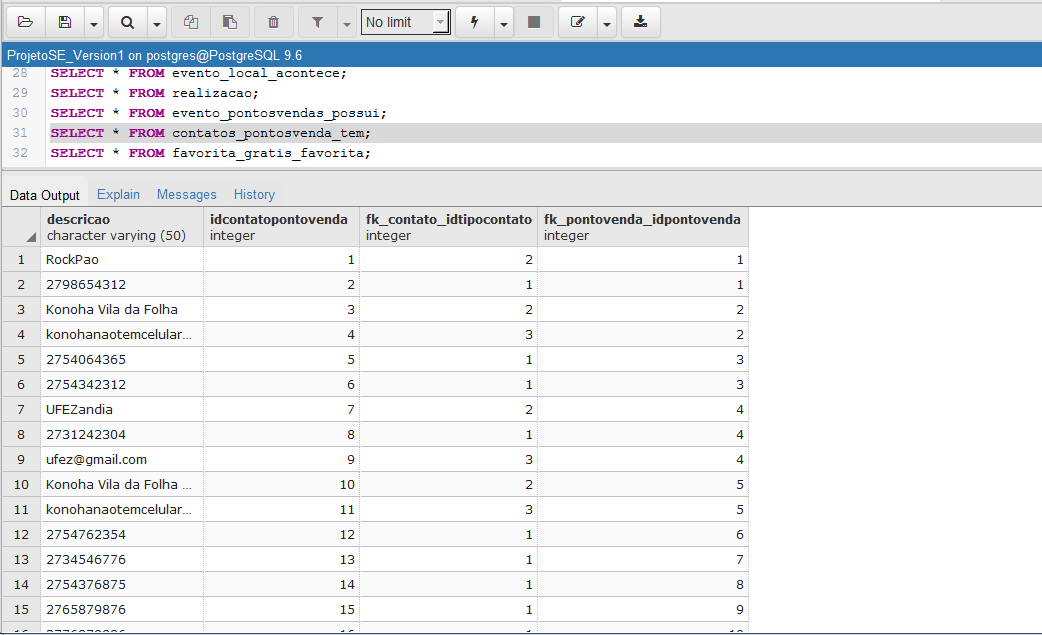 No limit
ProjetoSE_Version1 on postgres@PostgreSQL 9.6
28 SELECT * FROM evento_local_acontece;
29 SELECT * FROM realizacao;
30 SELECT * FROM evento_pontosvendas_possui;
31 SELECT * FROM contatos_pontosvenda_tem;
32 SELECT * FROM favorita_gratis_favorita;
Data Output Explain Messages History
descricao idcontatopontovenda fk_contato_idtipocontato fk_pontovenda_idpontovenda
character varying (50) integer integer integer
1 RockPao 1 2 1
2 2798654312 2 1 1
3 Konoha Vila da Folha 3 2 2
4 konohanaotemcelular... 4 3 2
5 2754064365 5 1 3
6 2754342312 6 1 3
7 UFEZandia 7 2 4
8 2731242304 8 1 4
9 ufez@gmail.com 9 3 4
10 Konoha Vila da Folha ... 10 2 5
11 konohanaotemcelular... 11 3 5
12 2754762354 12 1 6
13 2734546776 13 1 7
14 2754376875 14 1 8
15 2765879876 15 1 9